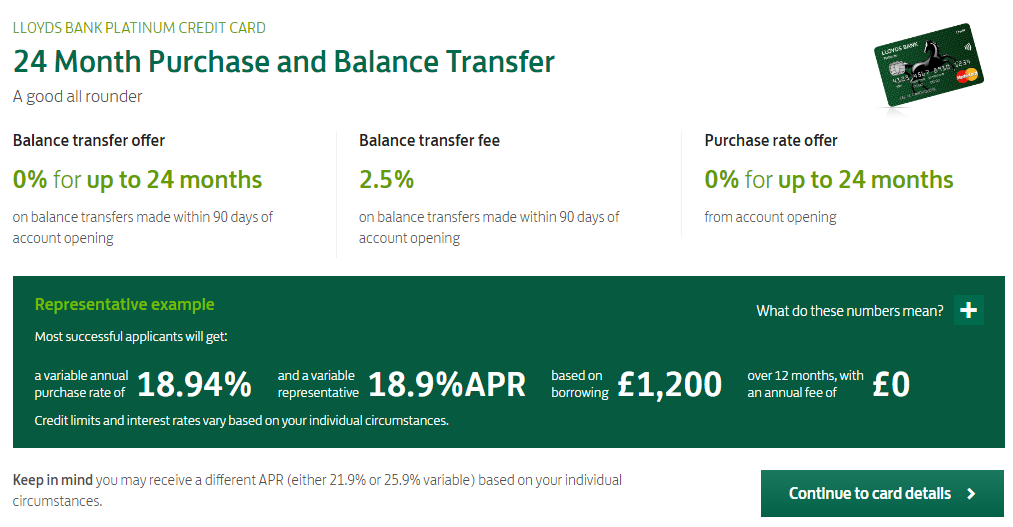 LLOYDS BANK PLATINUM CREDIT CARD
24 Month Purchase and Balance Transfer
A good all rounder
LLOYDS BANK
Balance transfer offer
0% for up to 24 months
on balance transfers made within 90 days of
account opening
Balance transfer fee
2.5%
on balance transfers made within 90 days of
account opening
Purchase rate offer
0% for up to 24 months
from account opening
Representative example
What do these numbers mean? +
Most successful applicants will get:
a variable annual
purchase rate of 18.94%
and a variable
representative 18.9%APR
based on
borrowing £1,200
over 12 months, with
an annual fee of £0
Credit limits and interest rates vary based on your individual circumstances.
Keep in mind you may receive a different APR (either 21.9% or 25.9% variable) based on your individual
circumstances.
Continue to card details